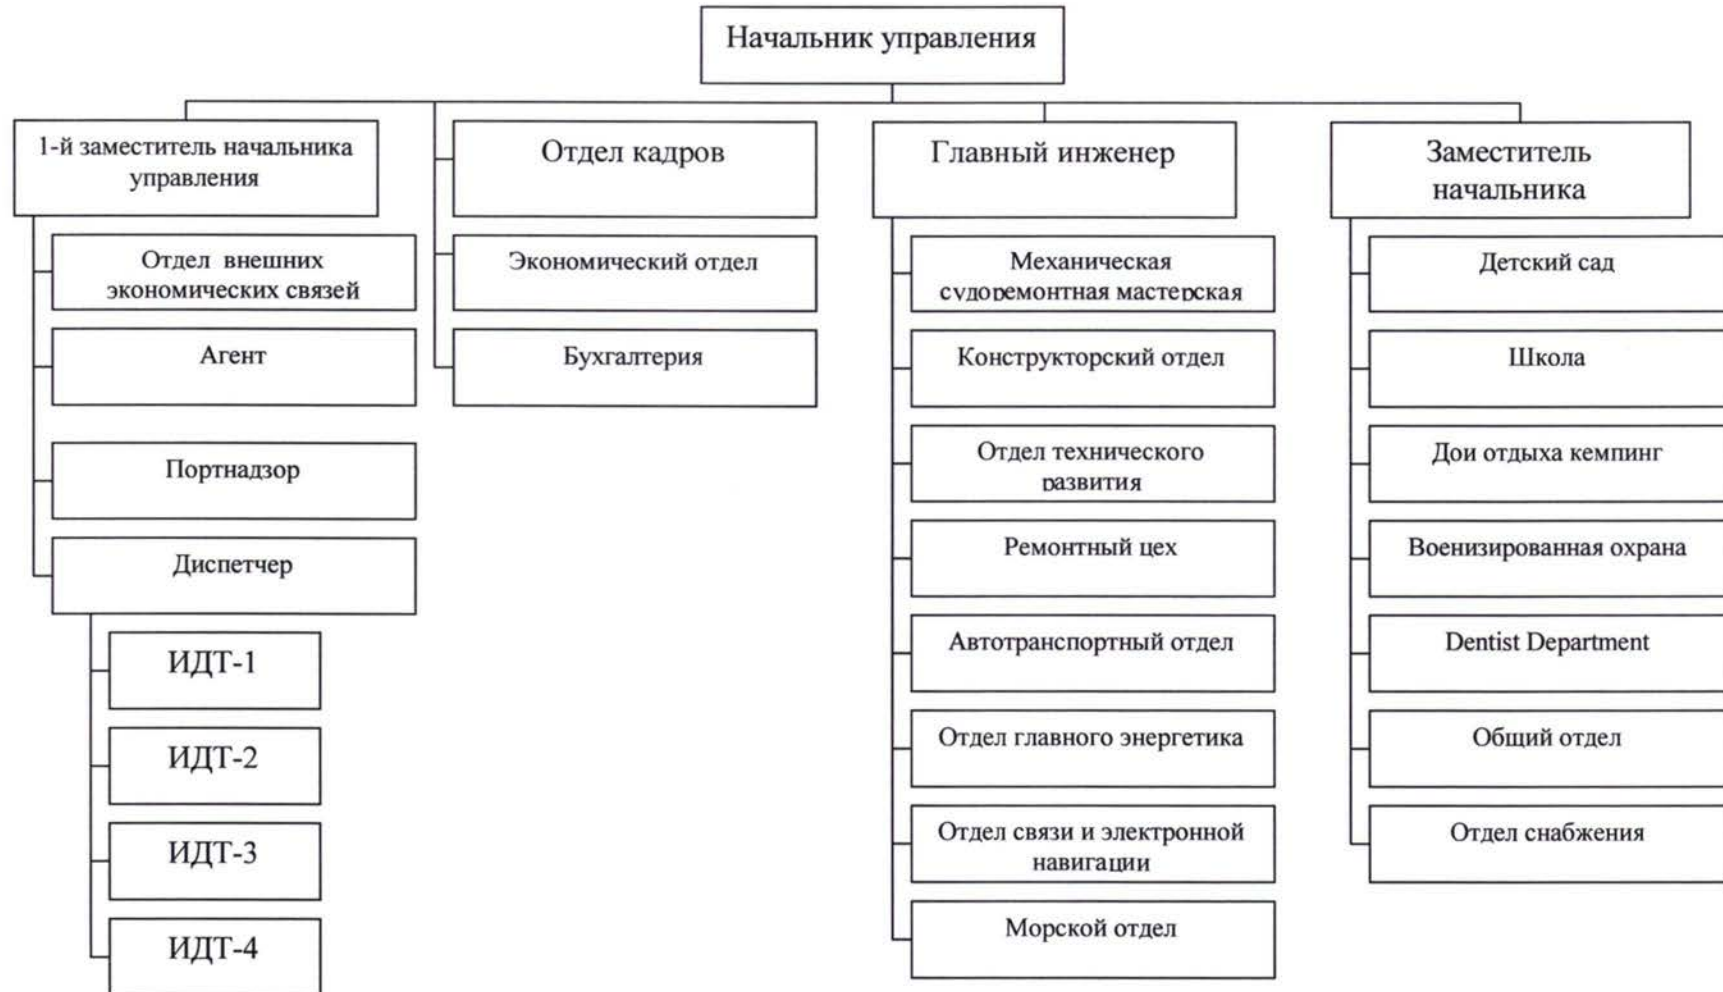 Начальник управления
1-й заместитель начальника
управления
Отдел внешних
экономических связей
Агент
Портнадзор
Диспетчер
ИДТ-1
ИДТ-2
ИДТ-3
ИДТ-4
Отдел кадров
Экономический отдел
Бухгалтерия
Главный инженер
Механическая
судоремонтная мастерская
Конструкторский отдел
Отдел технического
развития
Ремонтный цех
Автотранспортный отдел
Отдел главного энергетика
Отдел связи и электронной
навигации
Морской отдел
Заместитель
начальника
Детский сад
Школа
Дои отдыха кемпинг
Военизированная охрана
Dentist Department
Общий отдел
Отдел снабжения